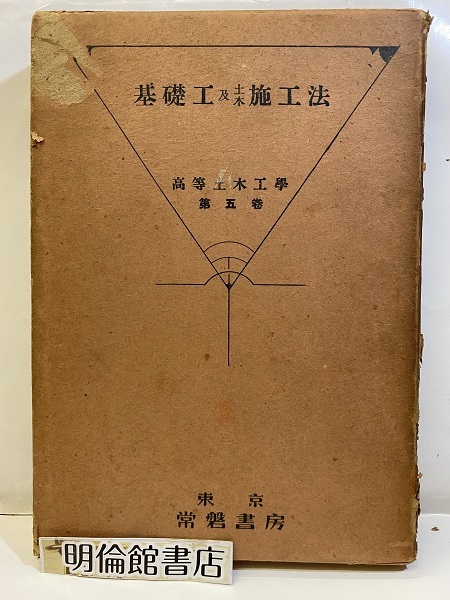 基礎工及土木施工法
高等土木工學
第五卷
東京
常磐書房
明倫館書店